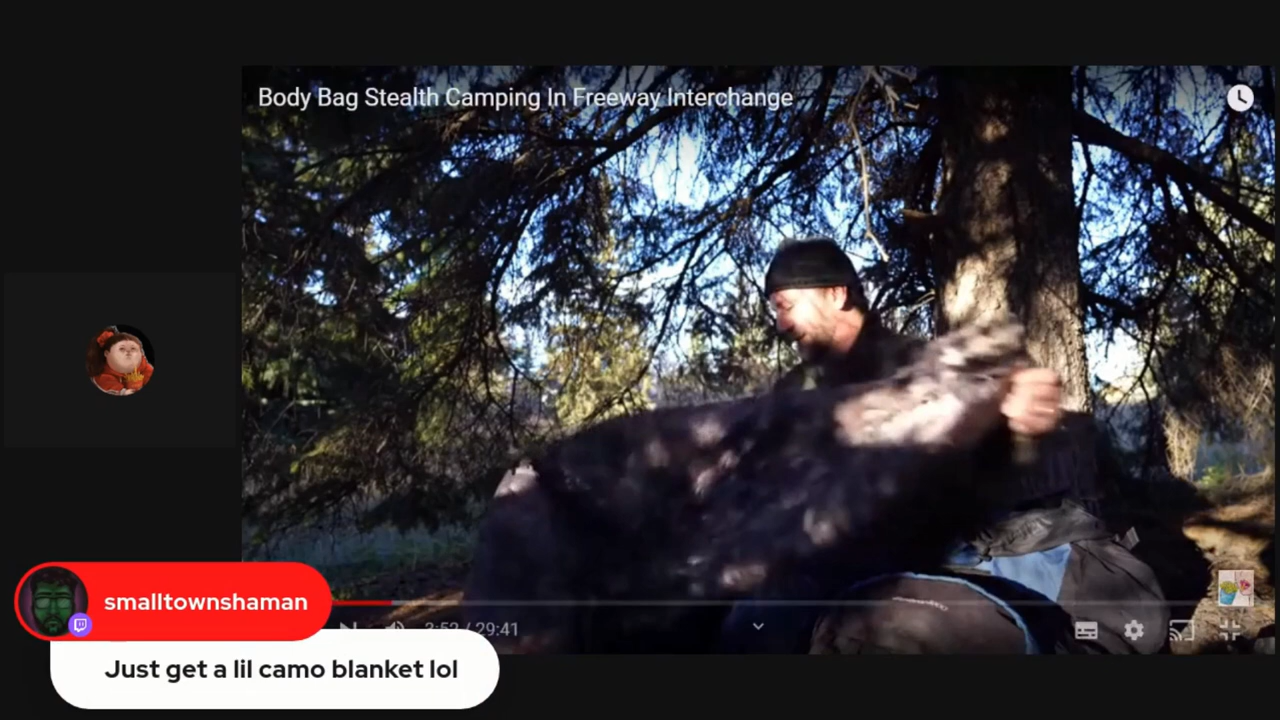 Body Bag Stealth Camping In Freeway Interchange
smalltownshaman
3:52 / 29:41
Just get a lil camo blanket lol